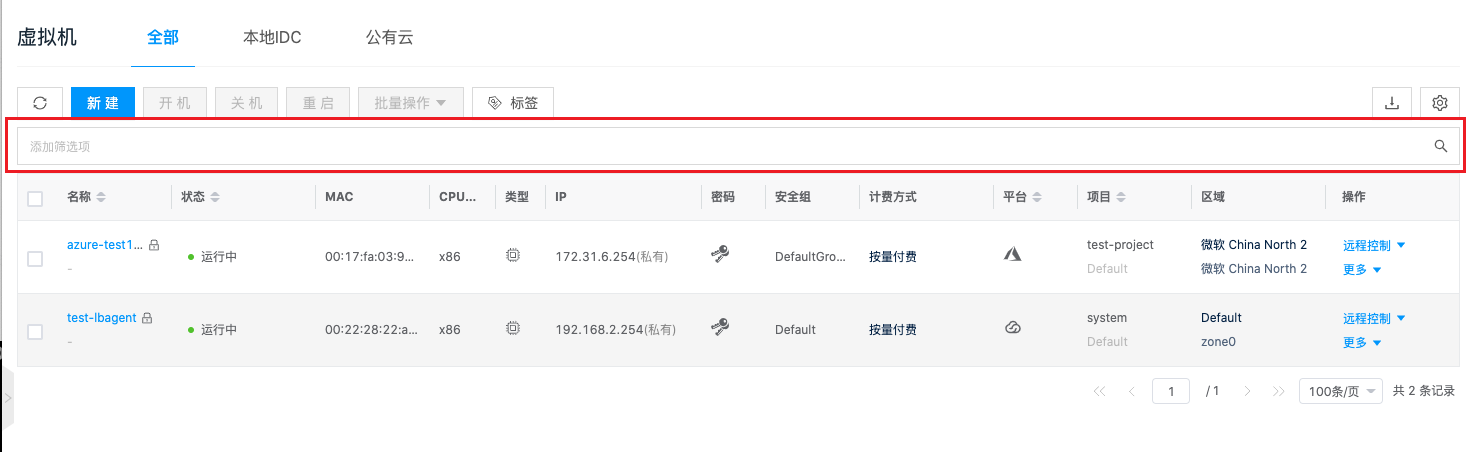 虚拟机 全部 本地IDC 公有云
新 建 开 机 关 机 重 启 批量操作 标签
添加筛选项
名称 状态 MAC CPU... 类型 IP 密码 安全组 计费方式 平台 项目 区域 操作
azure-test1... 运行中 00:17:fa:03:9... x86 172.31.6.254(私有) DefaultGro... 按量付费 test-project 微软 China North 2 远程控制
- Default 微软 China North 2 更多
test-lbagent 运行中 00:22:28:22:a... x86 192.168.2.254(私有) Default 按量付费 system Default 远程控制
- Default zone0 更多
1 / 1 100条/页 共 2 条记录